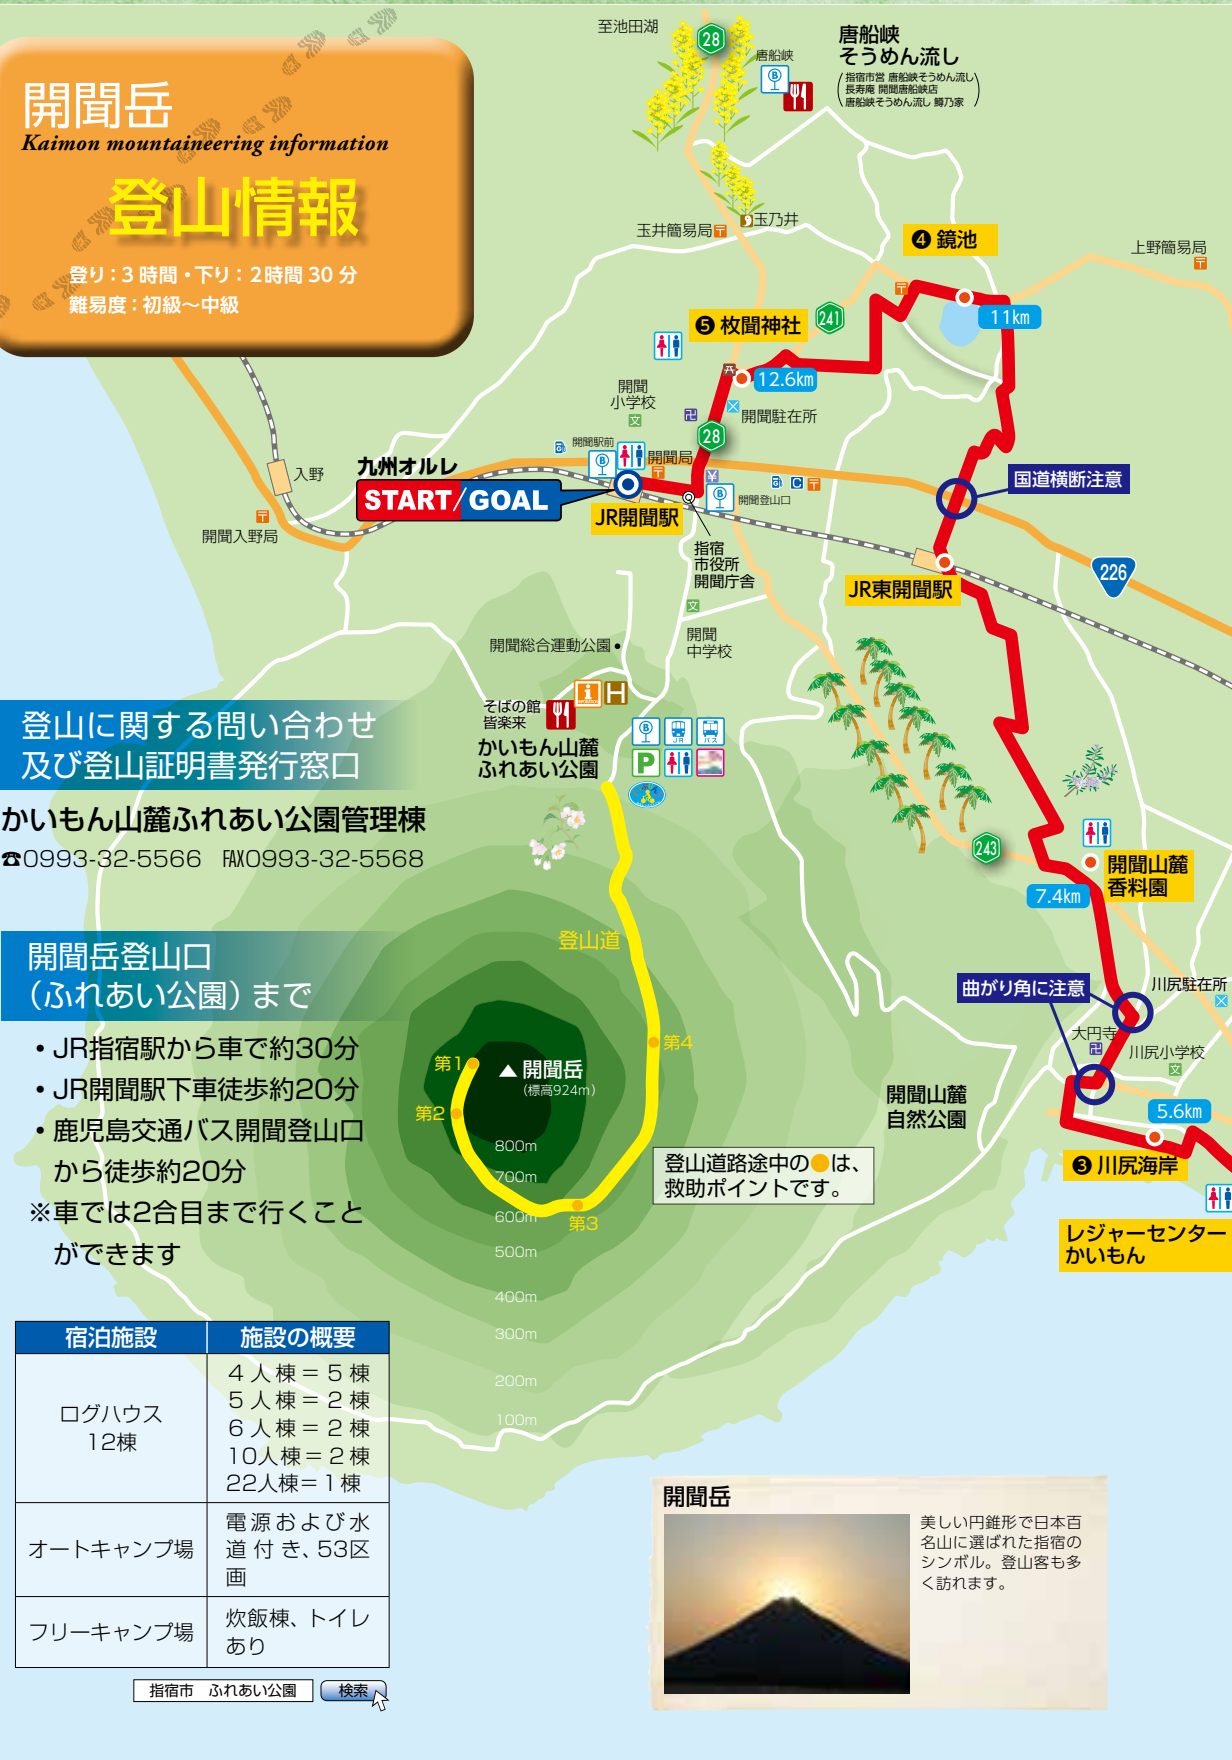 開聞岳
Kaimon mountaineering information
登山情報
登り：3時間・下り：2時間30分
難易度：初級～中級
至池田湖
28
唐船峡
唐船峡
そうめん流し
指宿市営 唐船峡そうめん流し
長寿庵 開聞唐船峡店
唐船峡そうめん流し 鱒乃家
玉井簡易局
玉乃井
❹ 鏡池
上野簡易局
11km
❺ 枚聞神社
241
12.6km
開聞
小学校
開聞駐在所
28
開聞駅前
開聞局
九州オルレ
START/GOAL
JR開聞駅
開聞登山口
指宿
市役所
開聞庁舎
入野
開聞入野局
国道横断注意
JR東開聞駅
226
開聞
中学校
開聞総合運動公園
そばの館
皆楽来
かいもん山麓
ふれあい公園
登山に関する問い合わせ
及び登山証明書発行窓口
かいもん山麓ふれあい公園管理棟
☎0993-32-5566 FAX0993-32-5568
243
開聞山麓
香料園
7.4km
曲がり角に注意
川尻駐在所
大円寺
川尻小学校
5.6km
❸ 川尻海岸
レジャーセンター
かいもん
開聞山麓
自然公園
登山道
第1
第2
第3
第4
▲ 開聞岳
（標高924m）
800m
700m
600m
500m
400m
300m
200m
100m
登山道路途中の●は、
救助ポイントです。
開聞岳登山口
（ふれあい公園）まで
・JR指宿駅から車で約30分
・JR開聞駅下車徒歩約20分
・鹿児島交通バス開聞登山口
から徒歩約20分
※車では2合目まで行くこと
ができます
宿泊施設 施設の概要
ログハウス
12棟
4人棟＝5棟
5人棟＝2棟
6人棟＝2棟
10人棟＝2棟
22人棟＝1棟
オートキャンプ場
電源および水
道付き、53区
画
フリーキャンプ場
炊飯棟、トイレ
あり
指宿市 ふれあい公園 検索
開聞岳
美しい円錐形で日本百
名山に選ばれた指宿の
シンボル。登山客も多
く訪れます。